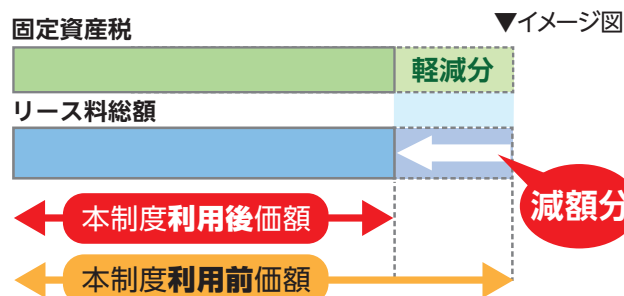 ▼イメージ図
固定資産税
軽減分
リース料総額
減額分
本制度利用後価額
本制度利用前価額